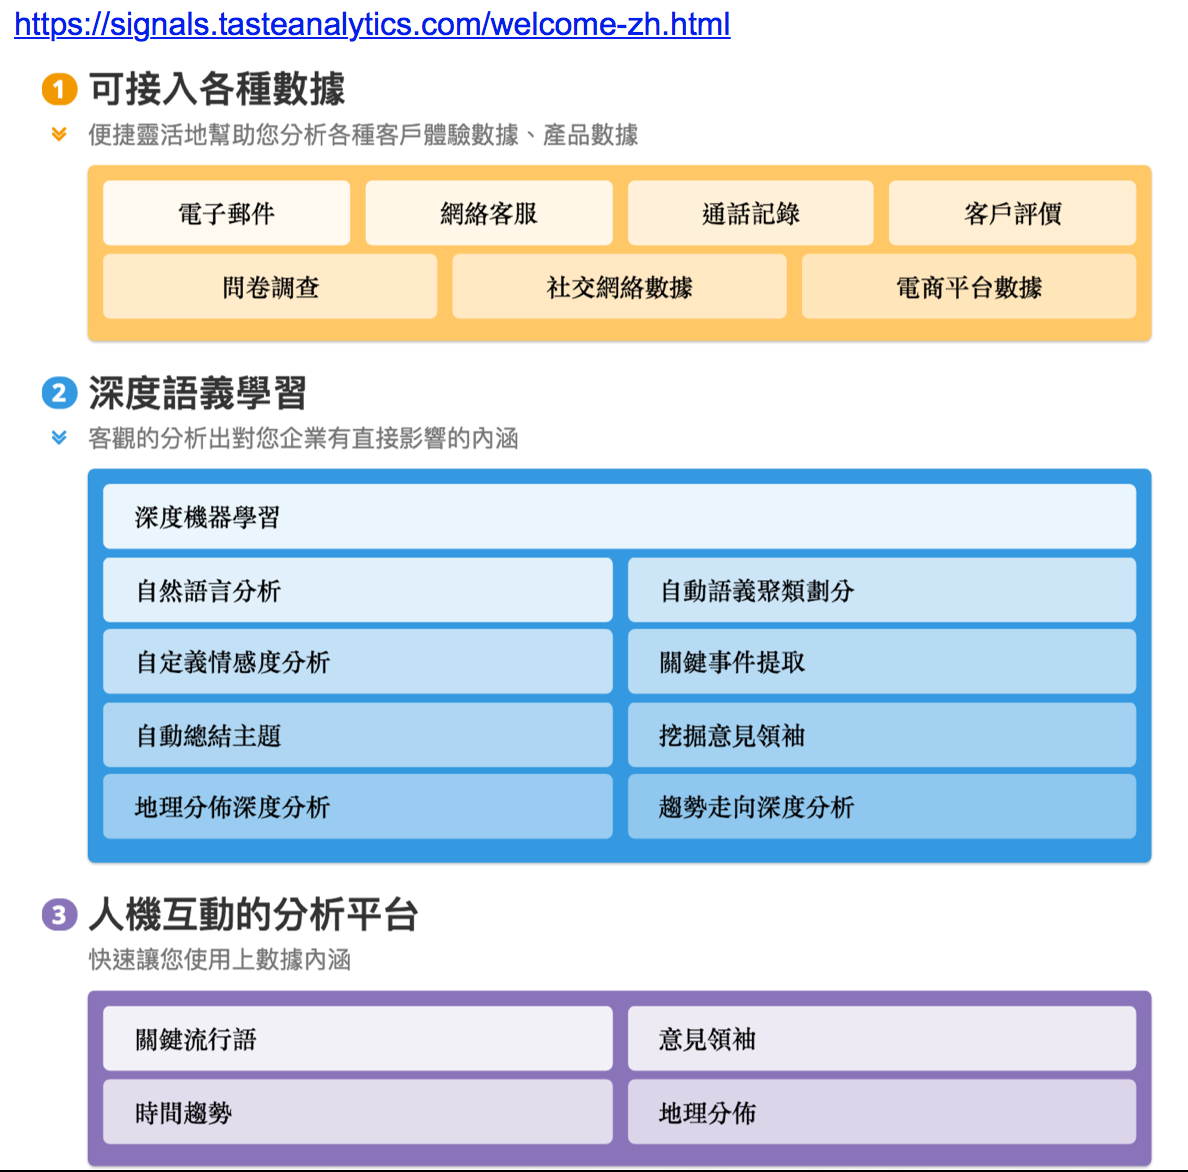 https://signals.tasteanalytics.com/welcome-zh.html
1 可接入各種數據
便捷靈活地幫助您分析各種客戶體驗數據、產品數據
電子郵件 網絡客服 通話記錄 客戶評價
問卷調查 社交網絡數據 電商平台數據
2 深度語義學習
客觀的分析出對您企業有直接影響的內涵
深度機器學習
自然語言分析 自動語義聚類劃分
自定義情感度分析 關鍵事件提取
自動總結主題 挖掘意見領袖
地理分佈深度分析 趨勢走向深度分析
3 人機互動的分析平台
快速讓您使用上數據內涵
關鍵流行語 意見領袖
時間趨勢 地理分佈